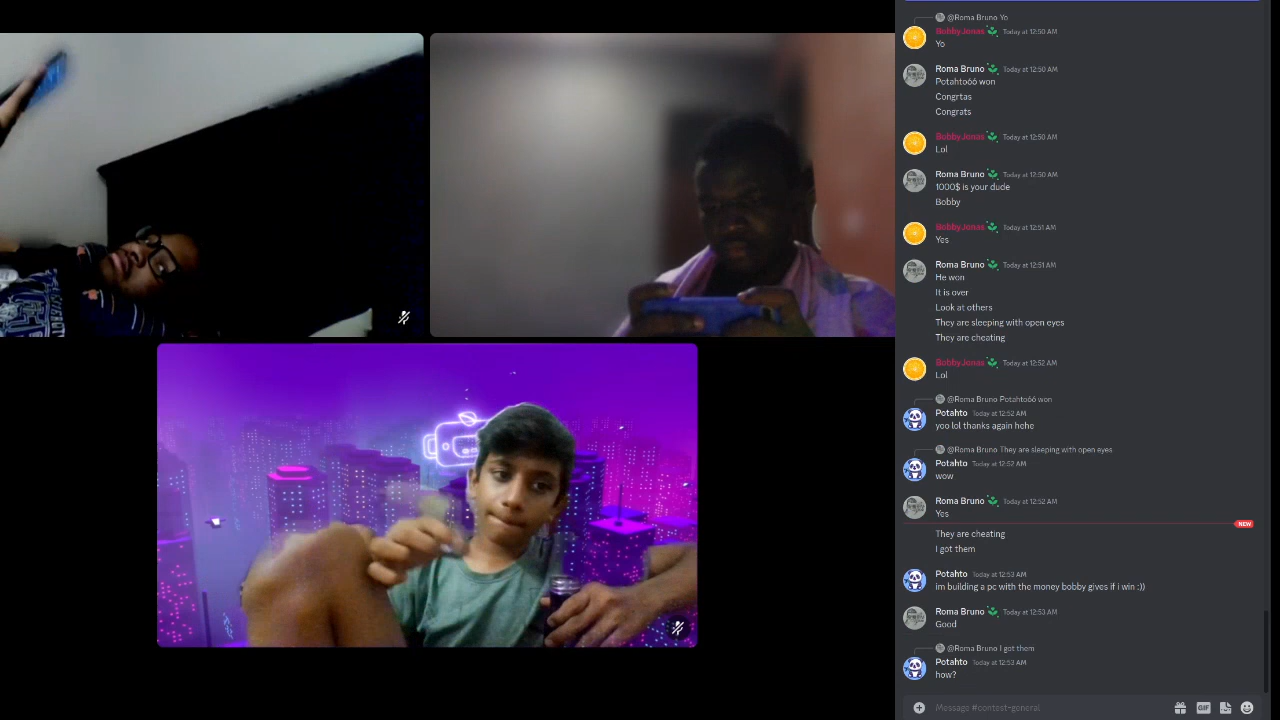 @Roma Bruno Yo
BobbyJonas Today at 12:50 AM
Yo
Roma Bruno Today at 12:50 AM
Potahto66 won
Congrtas
Congrats
BobbyJonas Today at 12:50 AM
Lol
Roma Bruno Today at 12:50 AM
1000$ is your dude
Bobby
BobbyJonas Today at 12:51 AM
Yes
Roma Bruno Today at 12:51 AM
He won
It is over
Look at others
They are sleeping with open eyes
They are cheating
BobbyJonas Today at 12:52 AM
Lol
@Roma Bruno Potahto66 won
Potahto Today at 12:52 AM
yoo lol thanks again hehe
@Roma Bruno They are sleeping with open eyes
Potahto Today at 12:52 AM
wow
Roma Bruno Today at 12:52 AM
Yes
NEW
They are cheating
I got them
Potahto Today at 12:53 AM
im building a pc with the money bobby gives if i win :))
Roma Bruno Today at 12:53 AM
Good
@Roma Bruno I got them
Potahto Today at 12:53 AM
how?
Message #contest-general
GIF